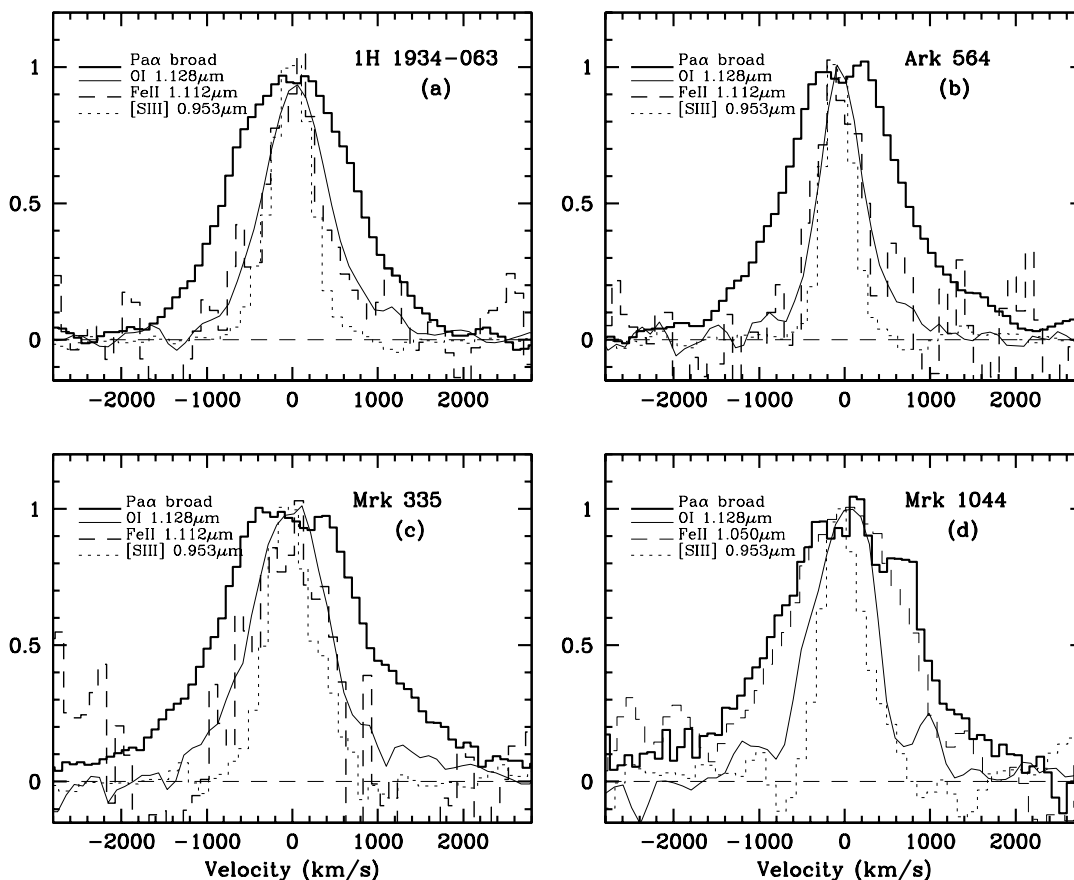 Paα broad
OI 1.128μm
FeII 1.112μm
[SIII] 0.953μm
1H 1934−063
(a)
1
0.5
0
−2000 −1000 0 1000 2000
Paα broad
OI 1.128μm
FeII 1.112μm
[SIII] 0.953μm
Ark 564
(b)
1
0.5
0
−2000 −1000 0 1000 2000
Paα broad
OI 1.128μm
FeII 1.112μm
[SIII] 0.953μm
Mrk 335
(c)
1
0.5
0
−2000 −1000 0 1000 2000
Velocity (km/s)
Paα broad
OI 1.128μm
FeII 1.050μm
[SIII] 0.953μm
Mrk 1044
(d)
1
0.5
0
−2000 −1000 0 1000 2000
Velocity (km/s)